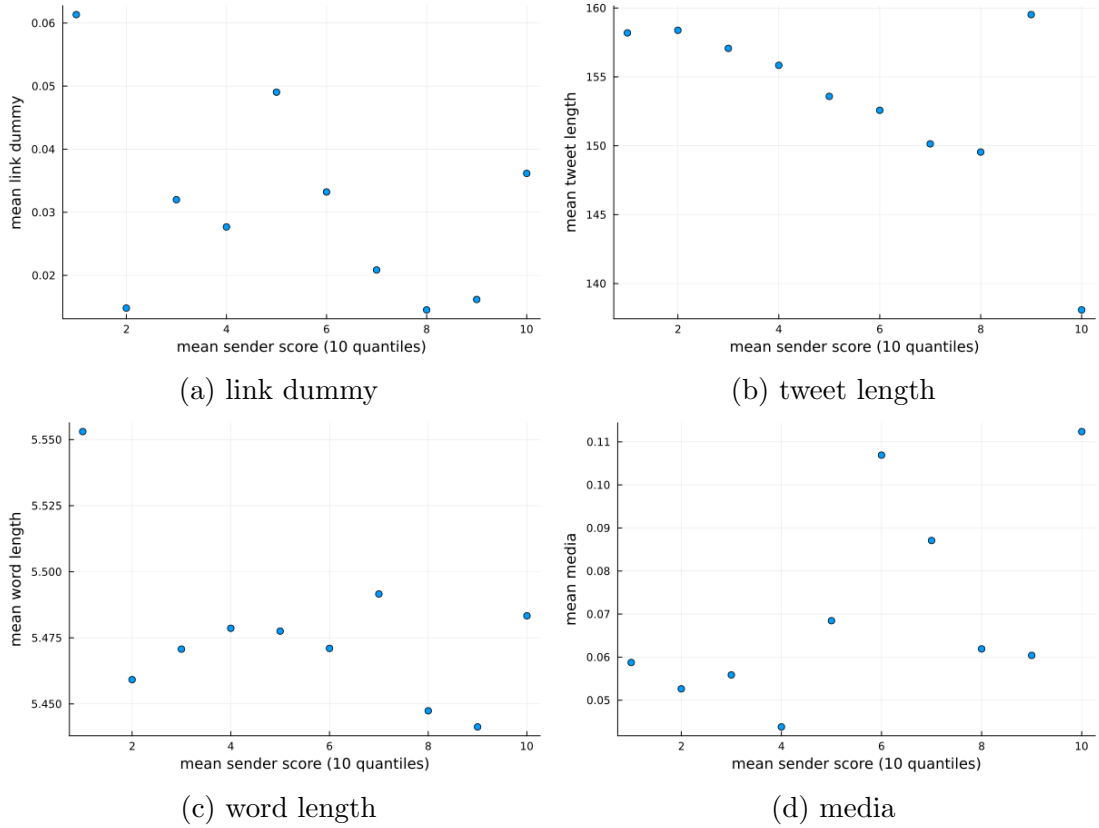 0.06
0.05
0.04
0.03
0.02
mean link dummy
2 4 6 8 10
mean sender score (10 quantiles)
(a) link dummy
160
155
150
145
140
mean tweet length
2 4 6 8 10
mean sender score (10 quantiles)
(b) tweet length
5.550
5.525
5.500
5.475
5.450
mean word length
2 4 6 8 10
mean sender score (10 quantiles)
(c) word length
0.11
0.10
0.09
0.08
0.07
0.06
0.05
mean media
2 4 6 8 10
mean sender score (10 quantiles)
(d) media